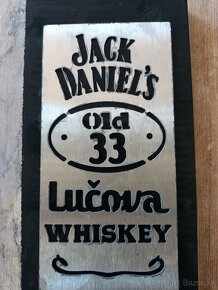 JACK
DANIEL'S
Old
33
Lučova
WHISKEY